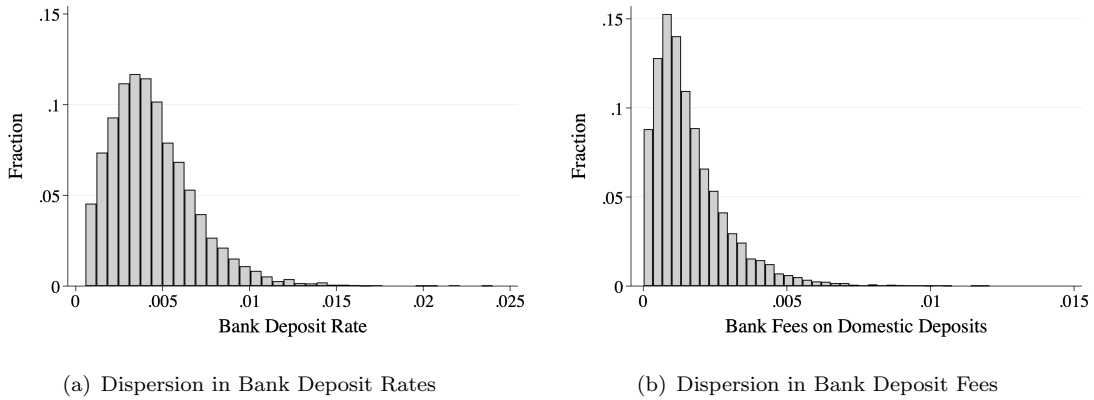 .15
.1
.05
0
Fraction
0 .005 .01 .015 .02 .025
Bank Deposit Rate
(a) Dispersion in Bank Deposit Rates
.15
.1
.05
0
Fraction
0 .005 .01 .015
Bank Fees on Domestic Deposits
(b) Dispersion in Bank Deposit Fees